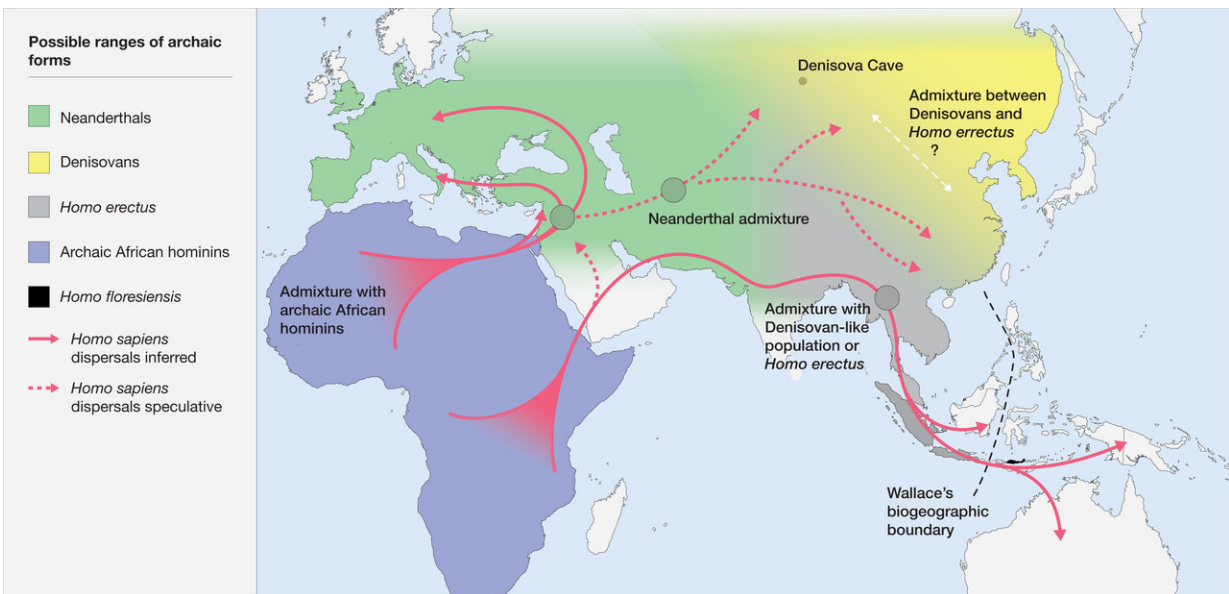 Possible ranges of archaic
forms
Neanderthals
Denisovans
Homo erectus
Archaic African hominins
Homo floresiensis
Homo sapiens
dispersals inferred
Homo sapiens
dispersals speculative
Denisova Cave
Admixture between
Denisovans and
Homo errectus
?
Neanderthal admixture
Admixture with
archaic African
hominins
Admixture with
Denisovan-like
population or
Homo erectus
Wallace's
biogeographic
boundary